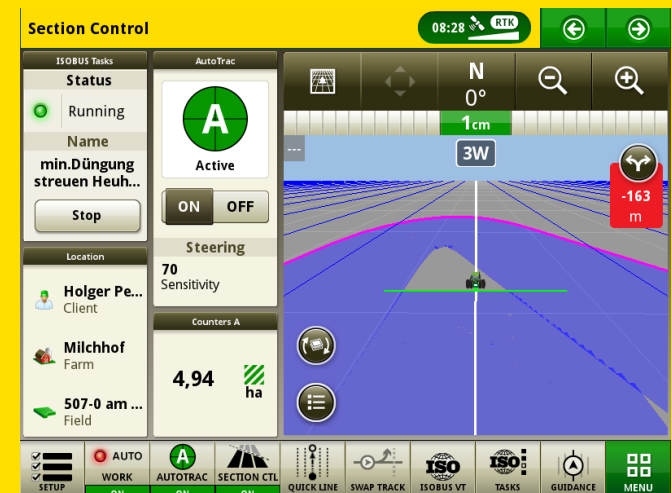 Section Control
08:28
RTK
ISOBUS Tasks
Status
Running
Name
min.Düngung
streuen Heuh...
Stop
Location
Holger Pe...
Client
Milchhof
Farm
507-0 am ...
Field
AutoTrac
A
Active
ON OFF
Steering
70
Sensitivity
Counters A
4,94
ha
N
0°
1cm
---
3W
-163
m
SETUP
AUTO
WORK
ON
A
AUTOTRAC
ON
SECTION CTL
ON
QUICK LINE
SWAP TRACK
ISO
ISOBUS VT
ISO
TASKS
GUIDANCE
MENU